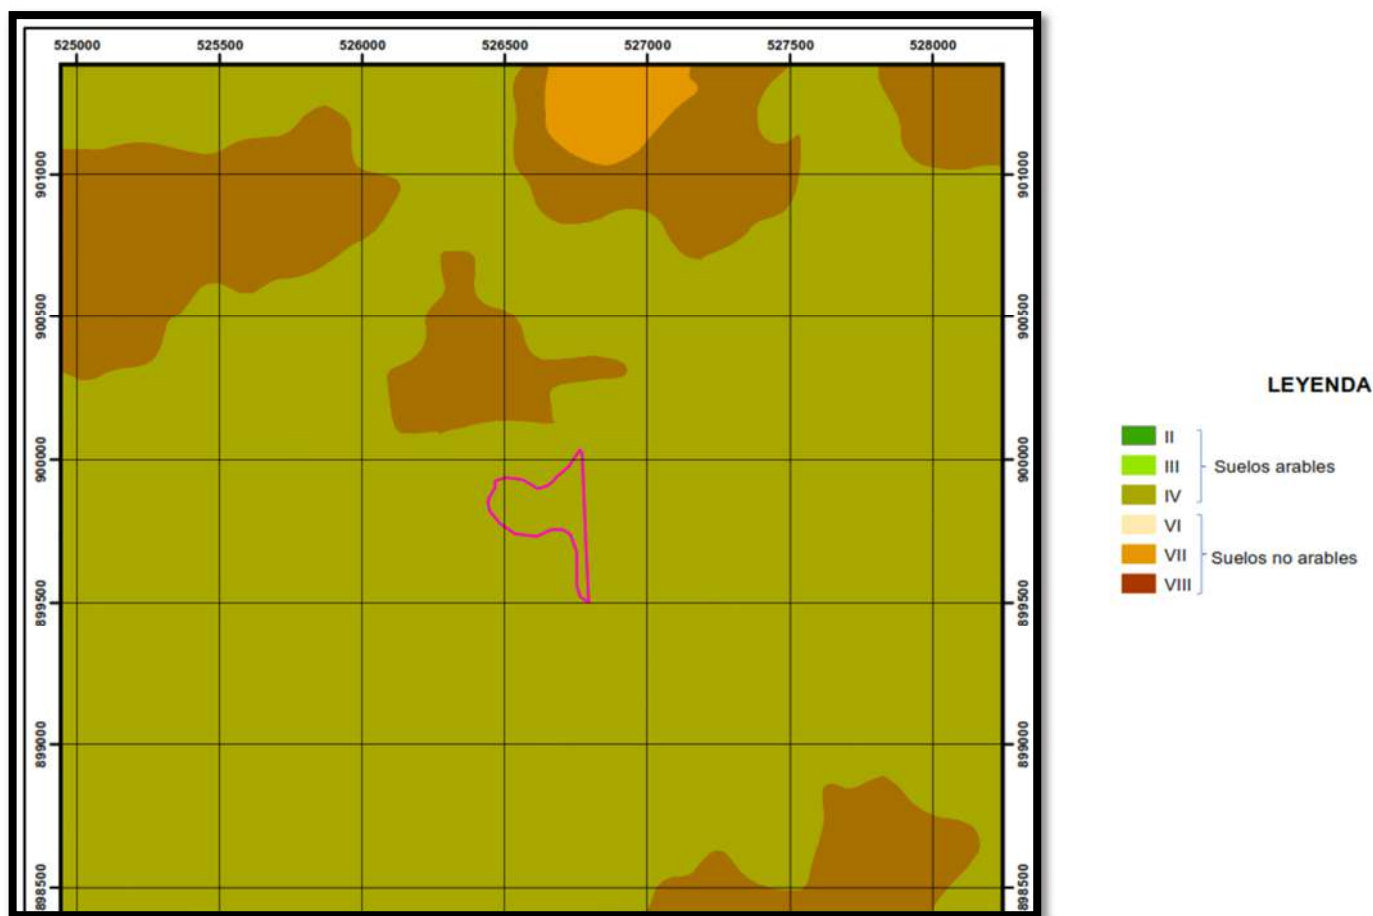 525000 525500 526000 526500 527000 527500 528000
901000 901000
900500 900500
900000 900000
899500 899500
899000 899000
898500 898500
LEYENDA
II
III Suelos arables
IV
VI
VII Suelos no arables
VIII